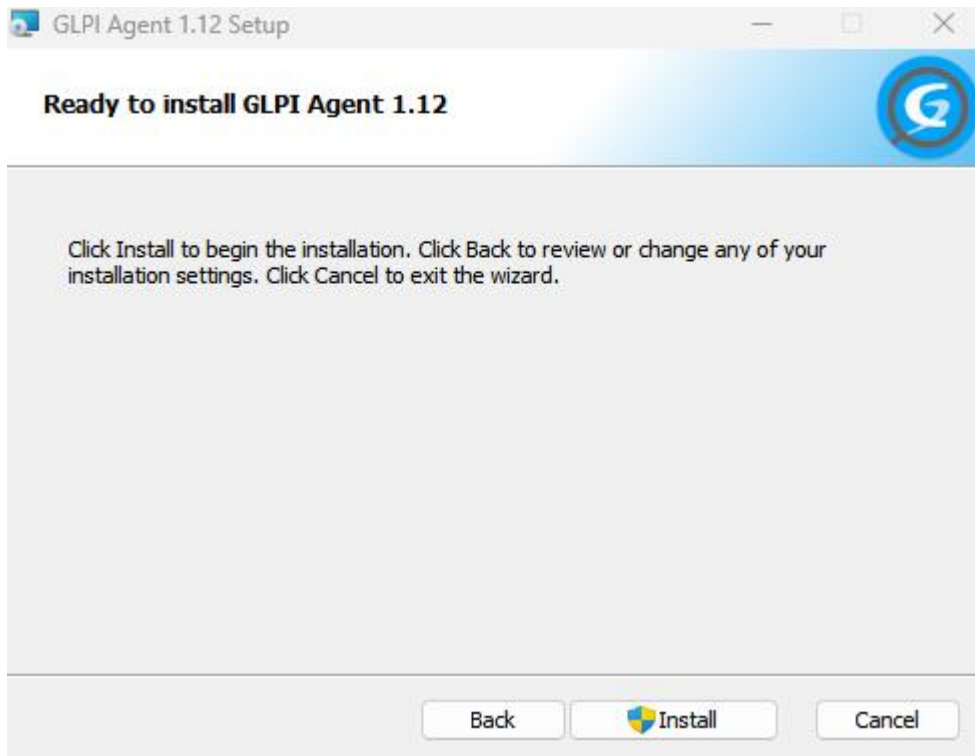 GLPI Agent 1.12 Setup
Ready to install GLPI Agent 1.12
Click Install to begin the installation. Click Back to review or change any of your
installation settings. Click Cancel to exit the wizard.
Back
Install
Cancel